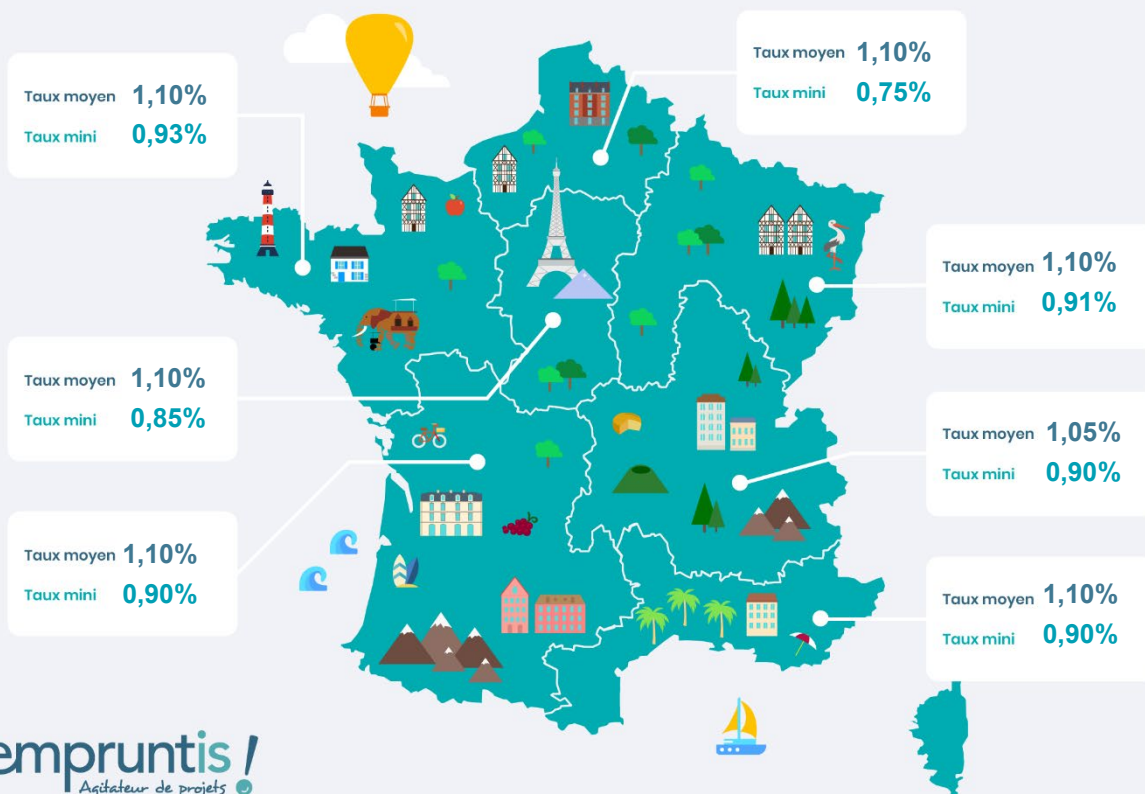 Taux moyen 1,10%
Taux mini 0,93%
Taux moyen 1,10%
Taux mini 0,75%
Taux moyen 1,10%
Taux mini 0,91%
Taux moyen 1,10%
Taux mini 0,85%
Taux moyen 1,05%
Taux mini 0,90%
Taux moyen 1,10%
Taux mini 0,90%
Taux moyen 1,10%
Taux mini 0,90%
empruntis !
Agitateur de projets